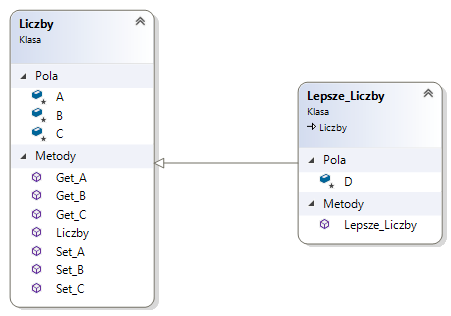 Liczby
Klasa
Pola
A
B
C
Metody
Get_A
Get_B
Get_C
Liczby
Set_A
Set_B
Set_C
Lepsze_Liczby
Klasa
Liczby
Pola
D
Metody
Lepsze_Liczby